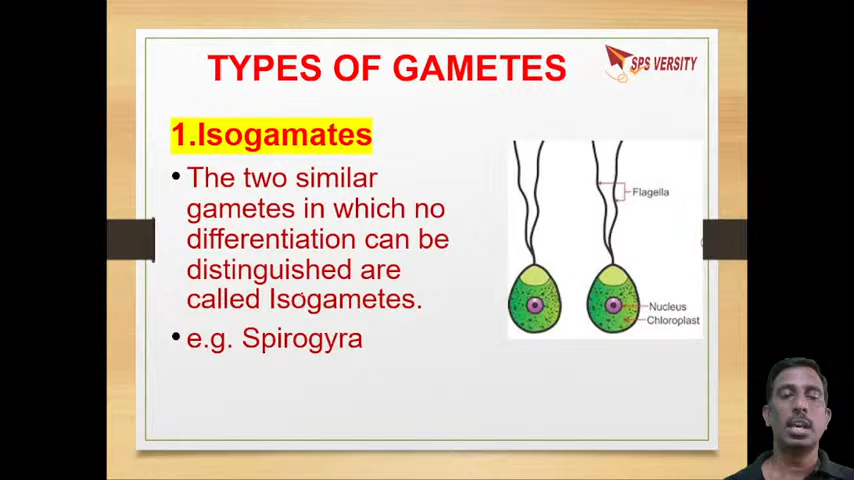 TYPES OF GAMETES
SPS VERSITY
1.Isogamates
• The two similar
gametes in which no
differentiation can be
distinguished are
called Isogametes.
• e.g. Spirogyra
Flagella
Nucleus
Chloroplast